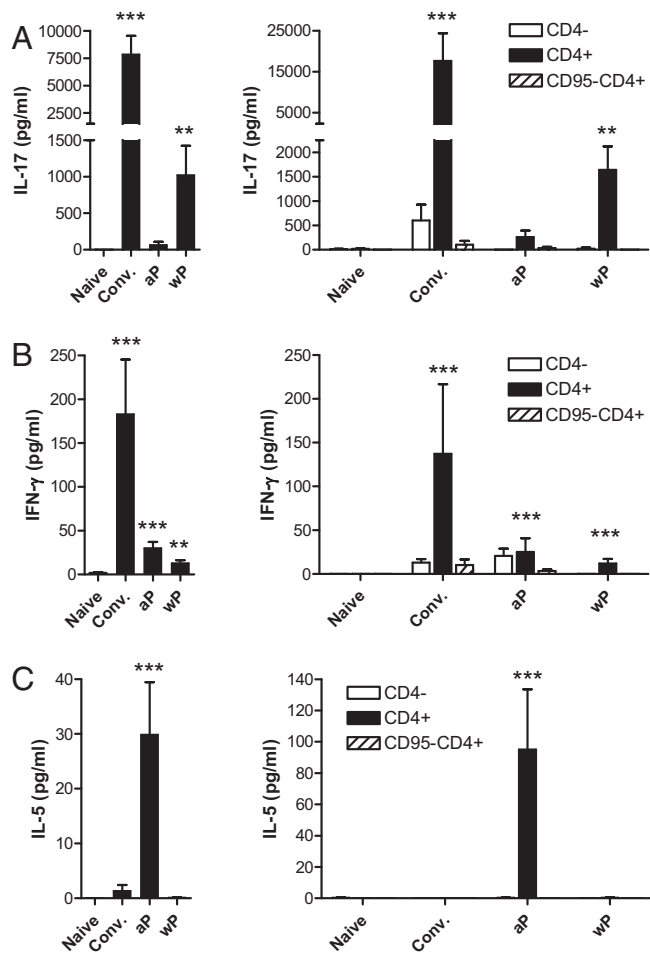 A
IL-17 (pg/ml)
10000
7500
5000
2500
1500
1000
500
0
***
**
Naive
Conv.
aP
wP
IL-17 (pg/ml)
25000
15000
5000
2000
1500
1000
500
0
***
**
CD4-
CD4+
CD95-CD4+
Naive
Conv.
aP
wP
B
IFN-γ (pg/ml)
250
200
150
100
50
0
***
***
**
Naive
Conv.
aP
wP
IFN-γ (pg/ml)
250
200
150
100
50
0
***
***
***
CD4-
CD4+
CD95-CD4+
Naive
Conv.
aP
wP
C
IL-5 (pg/ml)
40
30
20
10
0
***
Naive
Conv.
aP
wP
IL-5 (pg/ml)
140
120
100
80
60
40
20
0
CD4-
CD4+
CD95-CD4+
***
Naive
Conv.
aP
wP